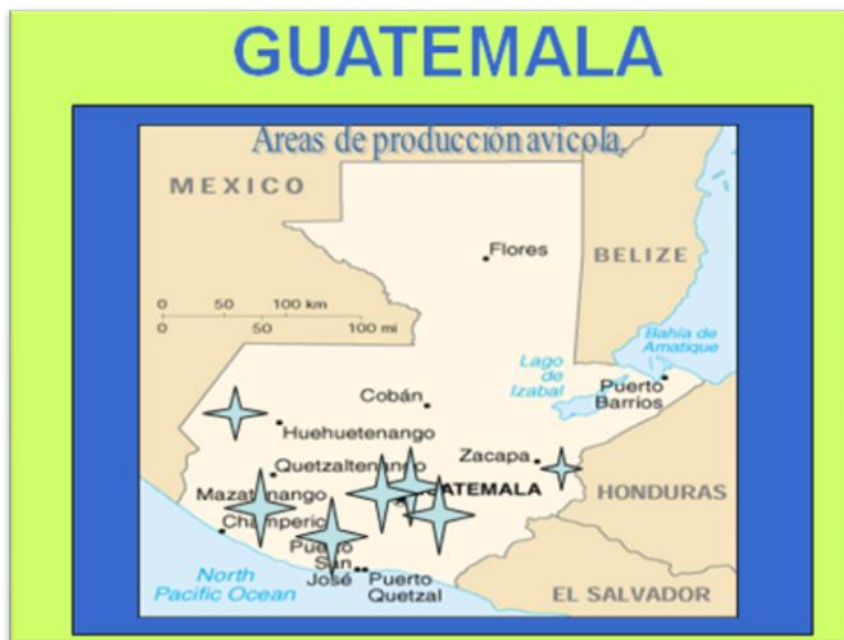 GUATEMALA
Areas de producción avícola.
MEXICO
Flores
BELIZE
0 50 100 km
0 50 100 mi
Bahía de
Amatique
Lago
de
Izabal
Puerto
Barrios
Cobán
Huehuetenango
Quetzaltenango
Zacapa
Mazatenango
GUATEMALA
HONDURAS
Champerico
Puerto
San
José
Puerto
Quetzal
North
Pacific Ocean
EL SALVADOR